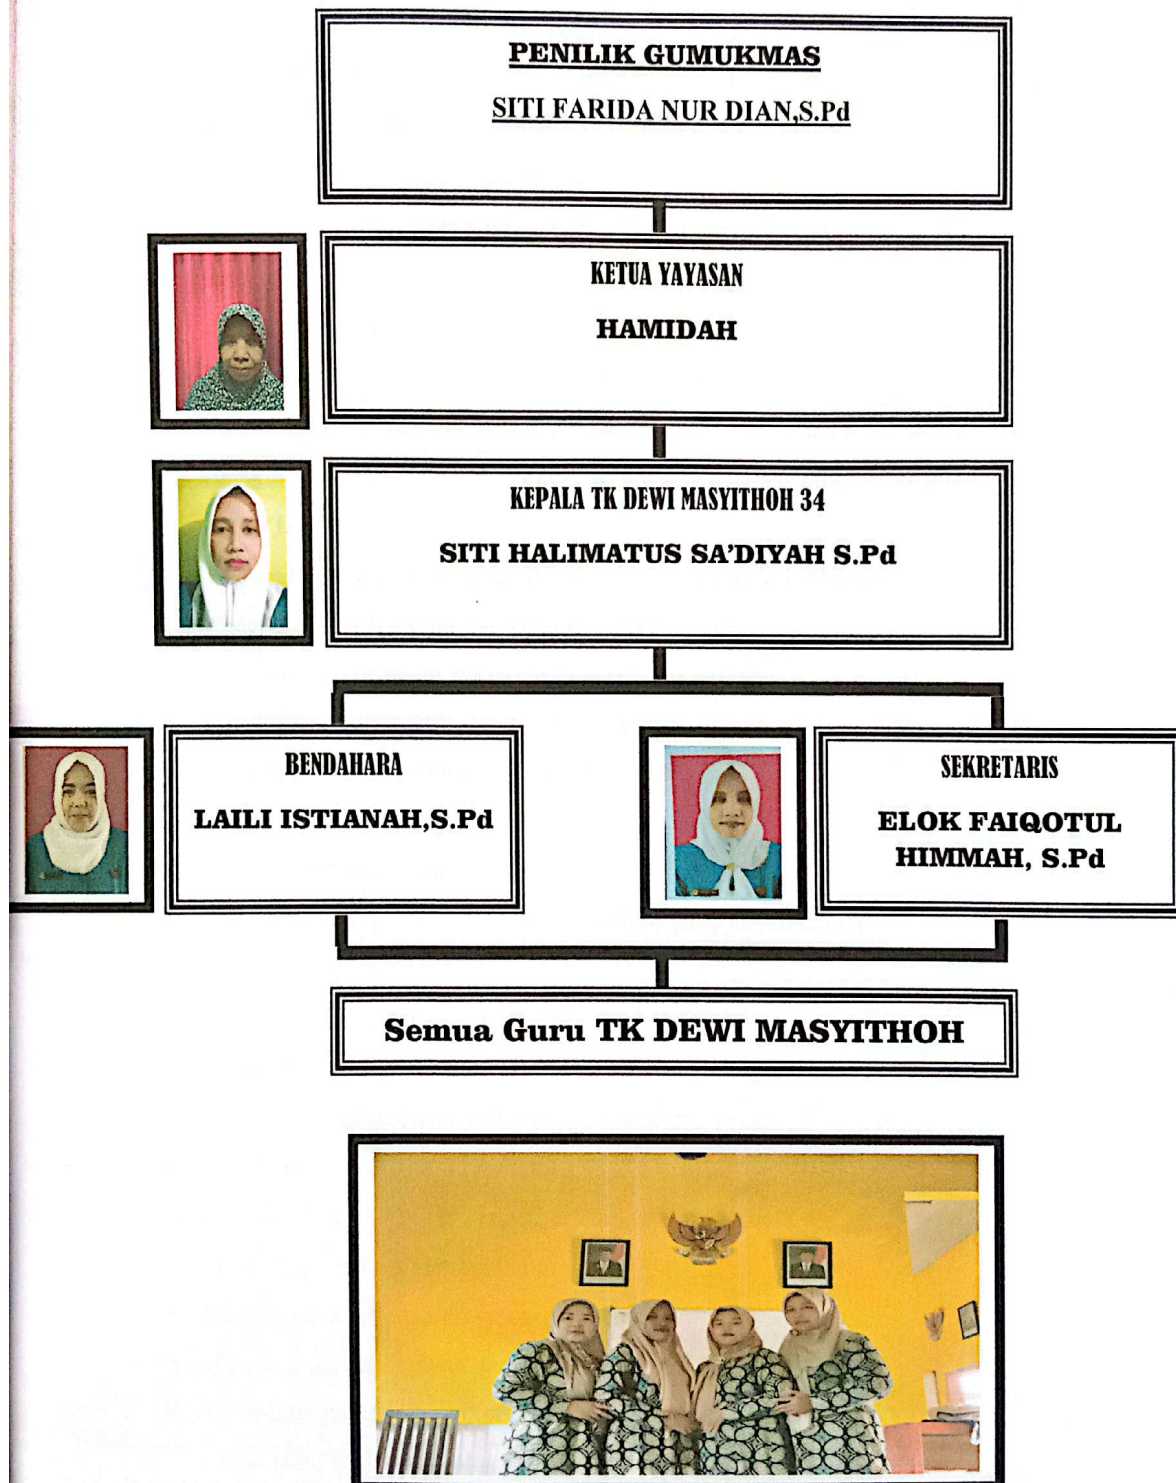 PENILIK GUMUKMAS
SITI FARIDA NUR DIAN,S.Pd
KETUA YAYASAN
HAMIDAH
KEPALA TK DEWI MASYITHOH 34
SITI HALIMATUS SA’DIYAH S.Pd
BENDAHARA
LAILI ISTIANAH,S.Pd
SEKRETARIS
ELOK FAIQOTUL
HIMMAH, S.Pd
Semua Guru TK DEWI MASYITHOH